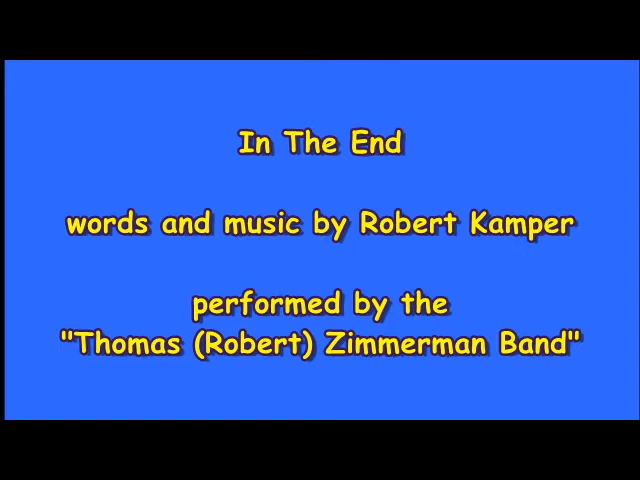 In The End
words and music by Robert Kamper
performed by the
"Thomas (Robert) Zimmerman Band"